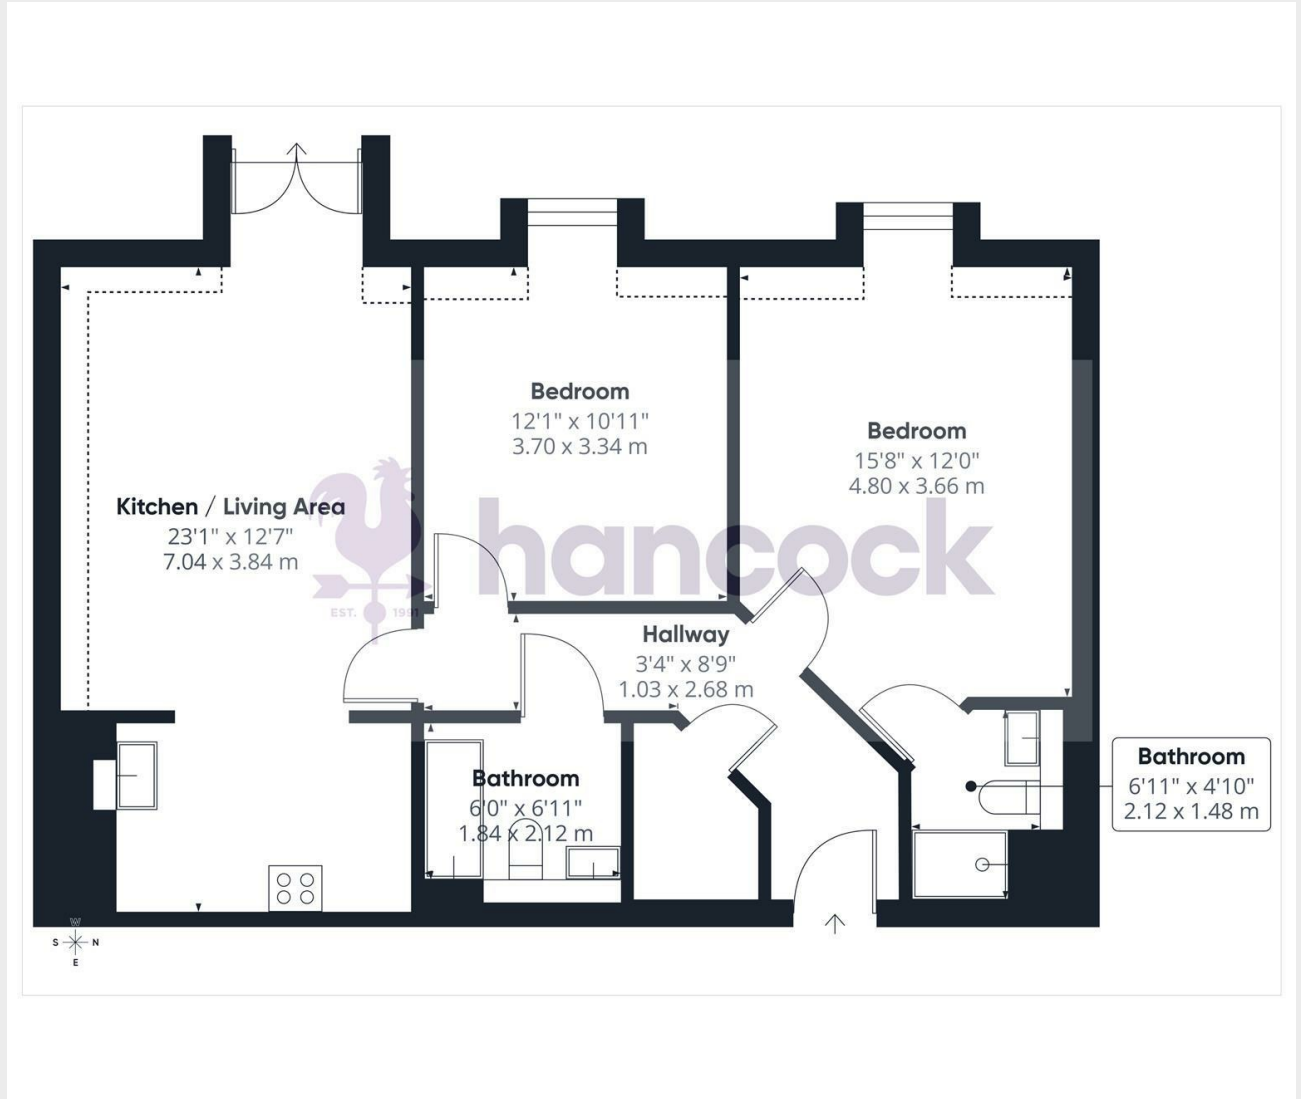 Bedroom
12'1" x 10'11"
3.70 x 3.34 m
Bedroom
15'8" x 12'0"
4.80 x 3.66 m
Kitchen / Living Area
23'1" x 12'7"
7.04 x 3.84 m
hancock
EST. 1991
Hallway
3'4" x 8'9"
1.03 x 2.68 m
Bathroom
6'0" x 6'11"
1.84 x 2.12 m
Bathroom
6'11" x 4'10"
2.12 x 1.48 m
W
S N
E